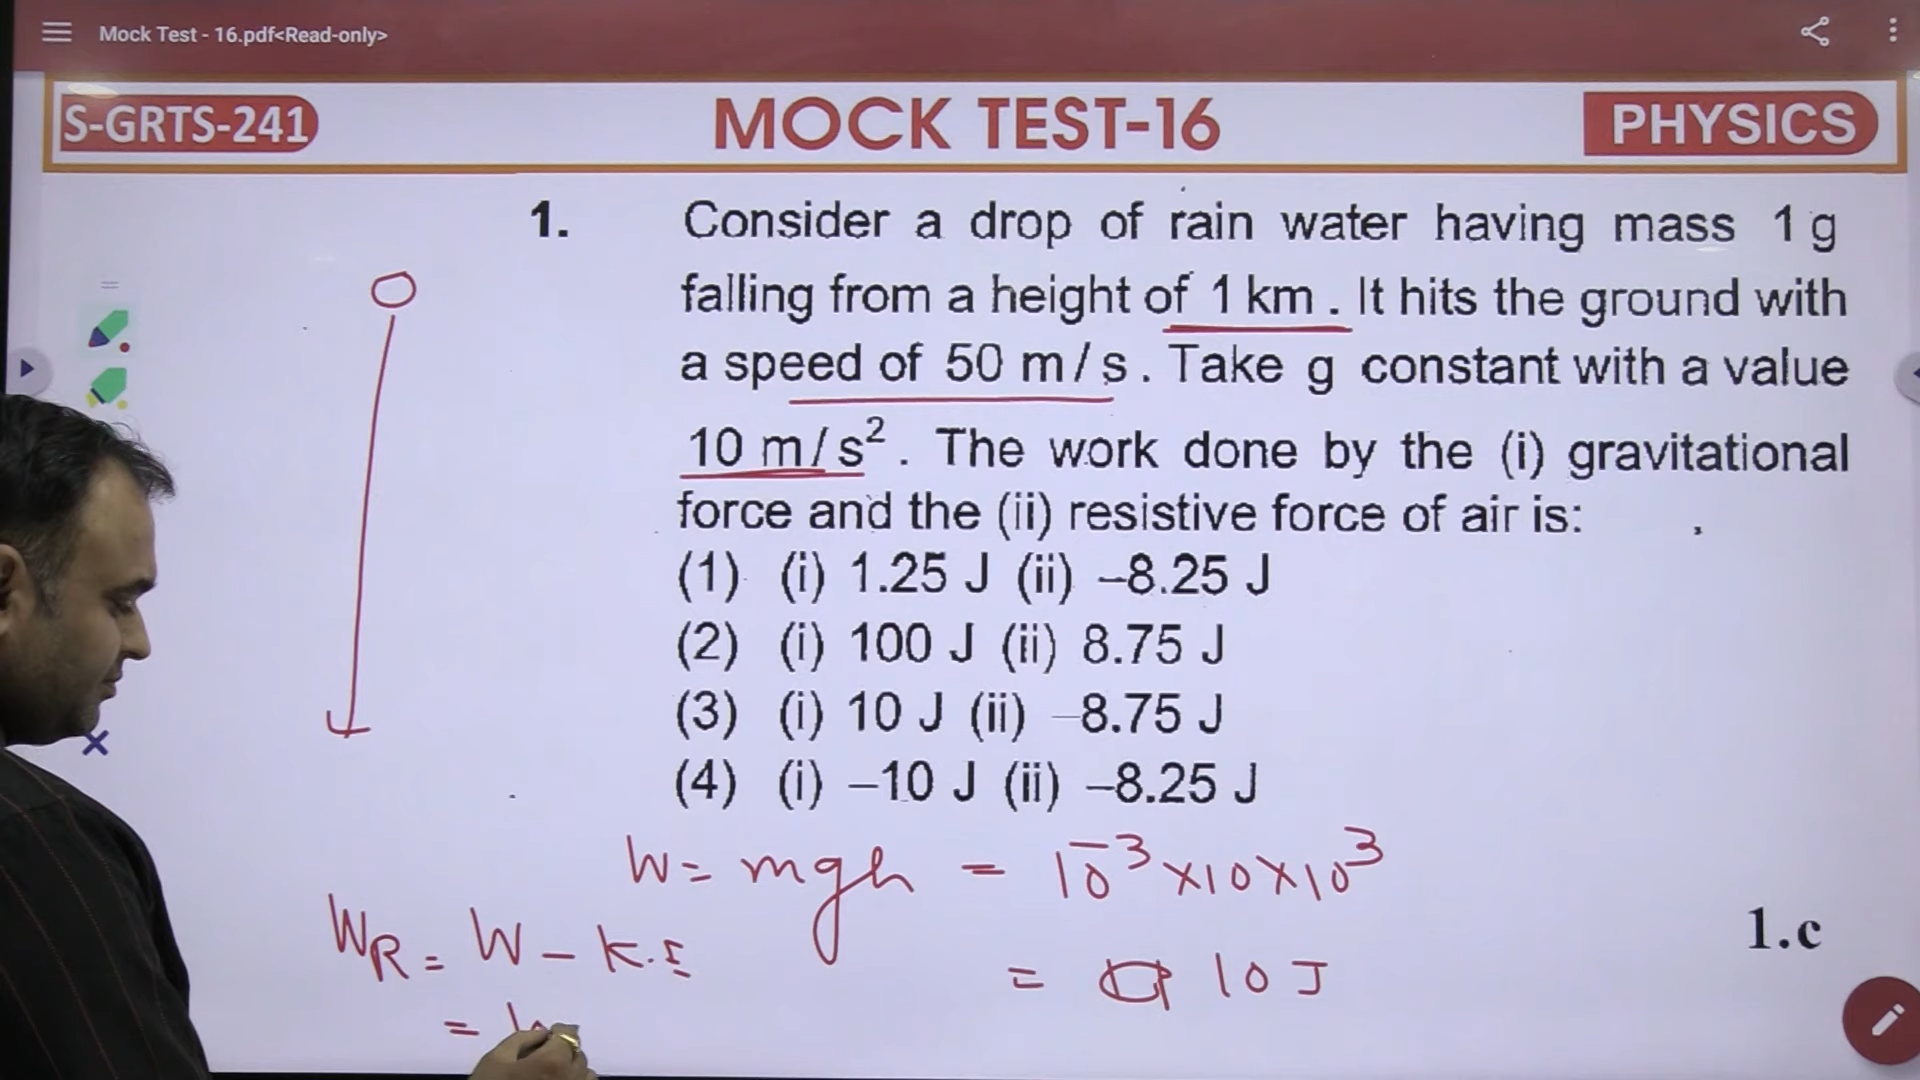 Mock Test - 16.pdf<Read-only>
S-GRTS-241 MOCK TEST-16 PHYSICS
1. Consider a drop of rain water having mass 1 g
falling from a height of 1 km. It hits the ground with
a speed of 50 m/s. Take g constant with a value
10 m/s². The work done by the (i) gravitational
force and the (ii) resistive force of air is:
(1) (i) 1.25 J (ii) –8.25 J
(2) (i) 100 J (ii) 8.75 J
(3) (i) 10 J (ii) –8.75 J
(4) (i) –10 J (ii) –8.25 J
W = mgh = 10⁻³ × 10 × 10³
= 10 J
W_R = W – K.E
=
1.c